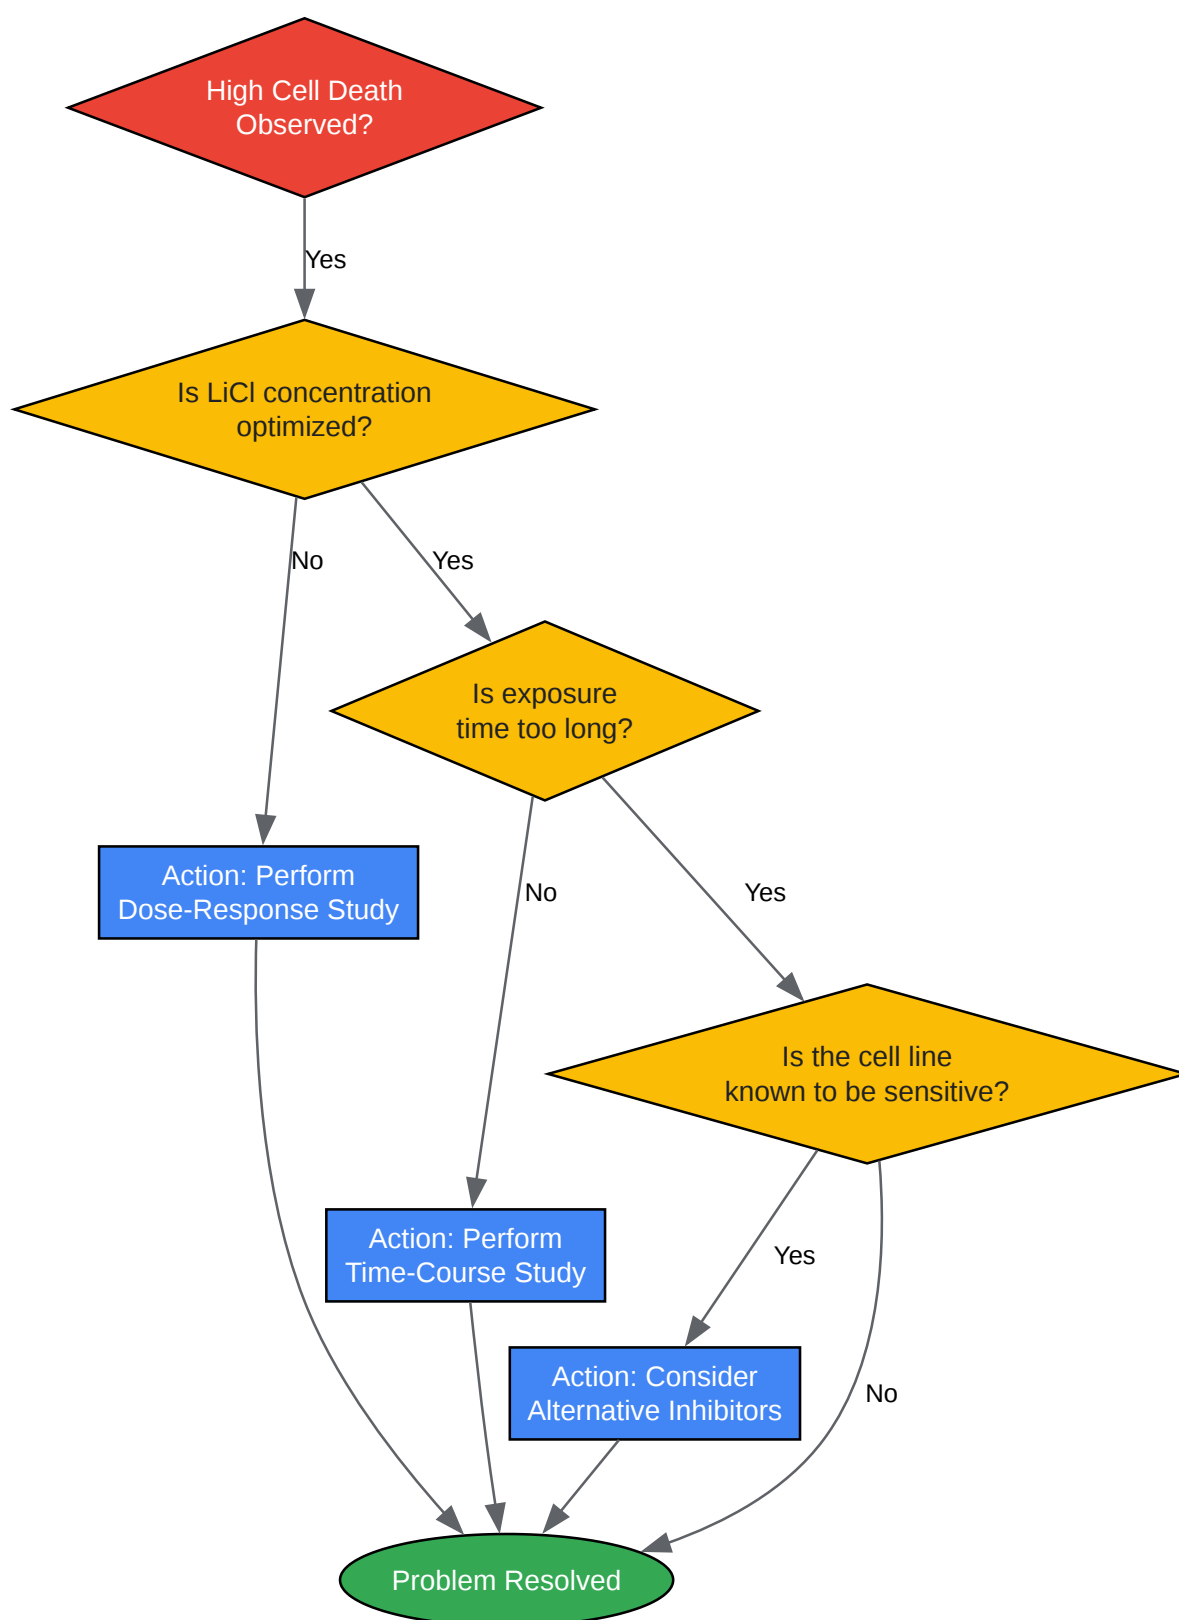 High Cell Death
Observed?
Yes
Is LiCl concentration
optimized?
No
Yes
Is exposure
time too long?
Action: Perform
Dose-Response Study
No
Yes
Is the cell line
known to be sensitive?
Action: Perform
Time-Course Study
Yes
Action: Consider
Alternative Inhibitors
No
Problem Resolved